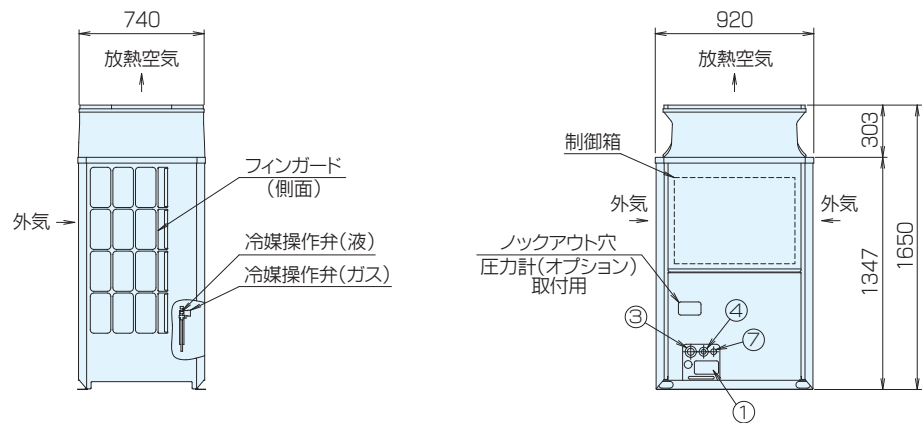 740
放熱空気
フィンガード
(側面)
外気
冷媒操作弁(液)
冷媒操作弁(ガス)
920
放熱空気
制御箱
外気
外気
ノックアウト穴
圧力計(オプション)
取付用
③
④
⑦
①
303
1347
1650